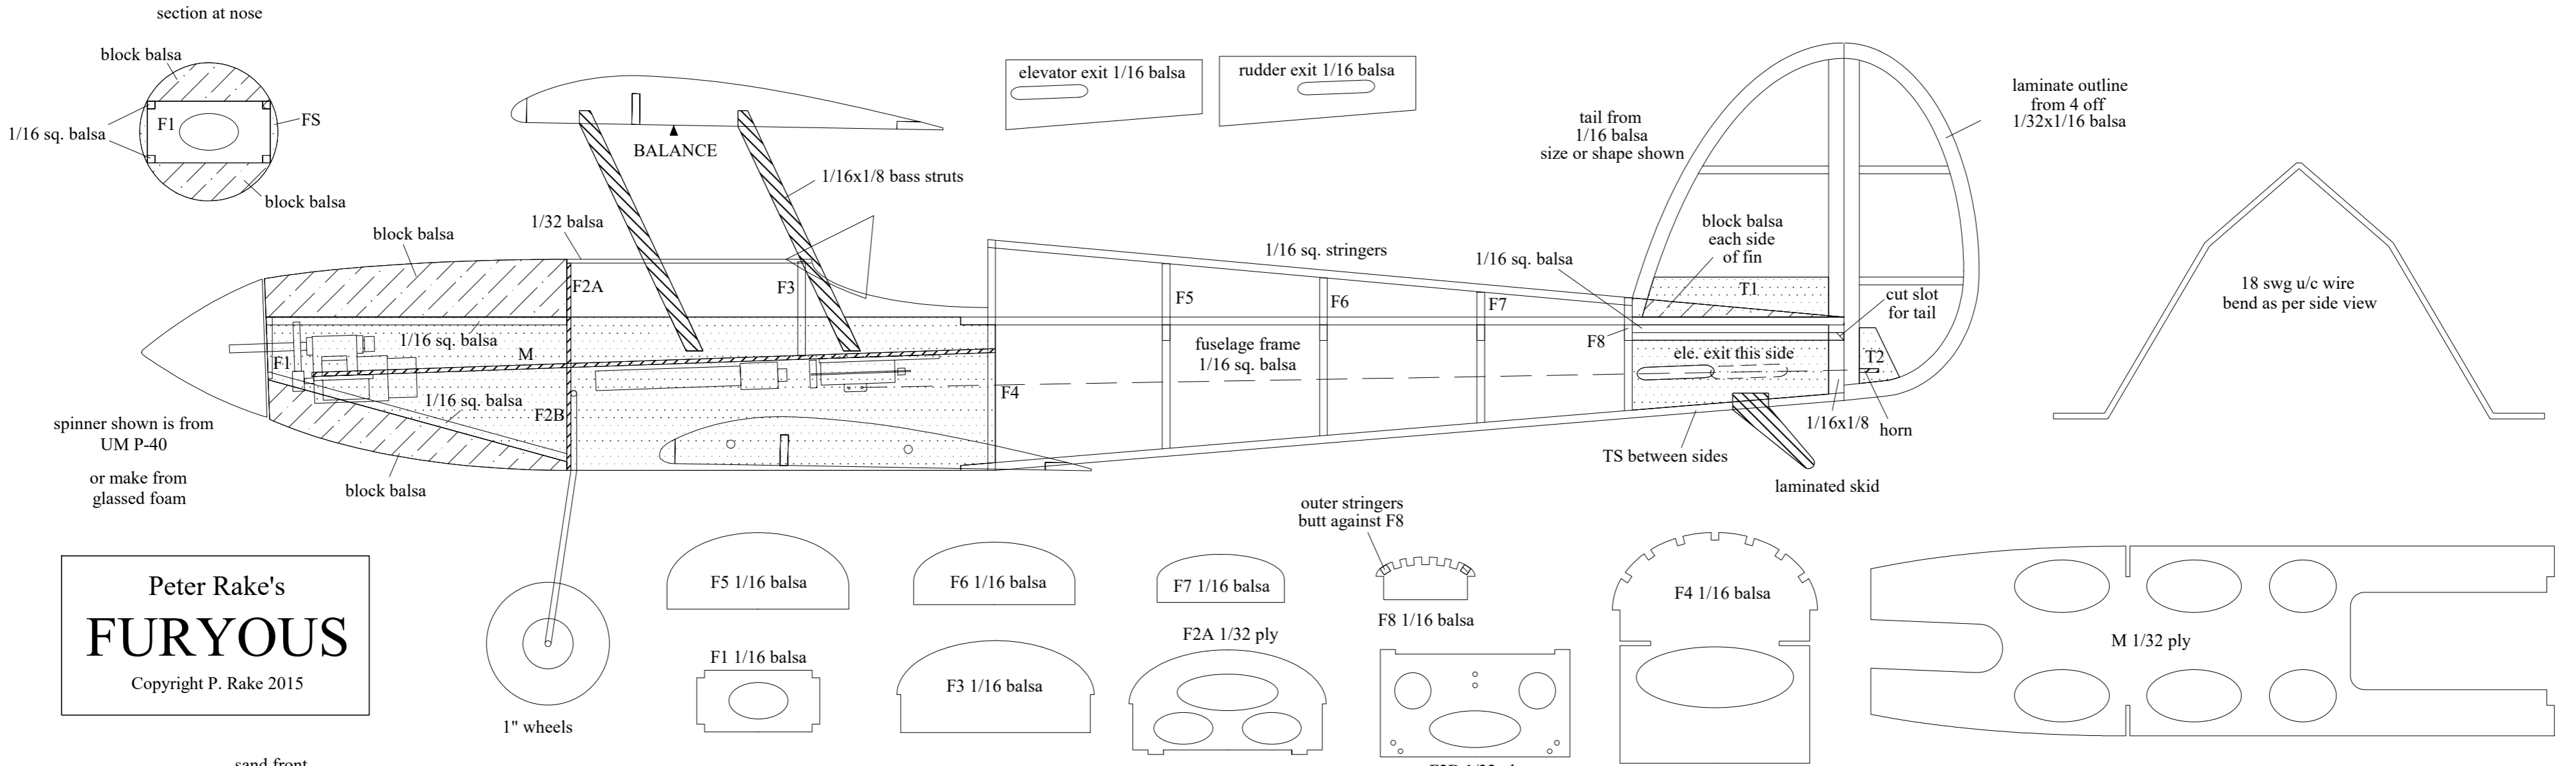 section at nose
block balsa
1/16 sq. balsa
F1
FS
block balsa
BALANCE
1/16x1/8 bass struts
1/32 balsa
block balsa
elevator exit 1/16 balsa
rudder exit 1/16 balsa
tail from
1/16 balsa
size or shape shown
laminate outline
from 4 off
1/32x1/16 balsa
block balsa
each side
of fin
1/16 sq. stringers
1/16 sq. balsa
T1
cut slot
for tail
18 swg u/c wire
bend as per side view
F2A
F3
F5
F6
F7
F8
1/16 sq. balsa
M
F1
fuselage frame
1/16 sq. balsa
ele. exit this side
T2
F4
1/16 sq. balsa
F2B
1/16x1/8
horn
TS between sides
laminated skid
spinner shown is from
UM P-40
or make from
glassed foam
block balsa
outer stringers
butt against F8
Peter Rake's
FURYOUS
Copyright P. Rake 2015
1" wheels
F5 1/16 balsa
F6 1/16 balsa
F7 1/16 balsa
F8 1/16 balsa
F4 1/16 balsa
M 1/32 ply
F1 1/16 balsa
F3 1/16 balsa
F2A 1/32 ply
sand front